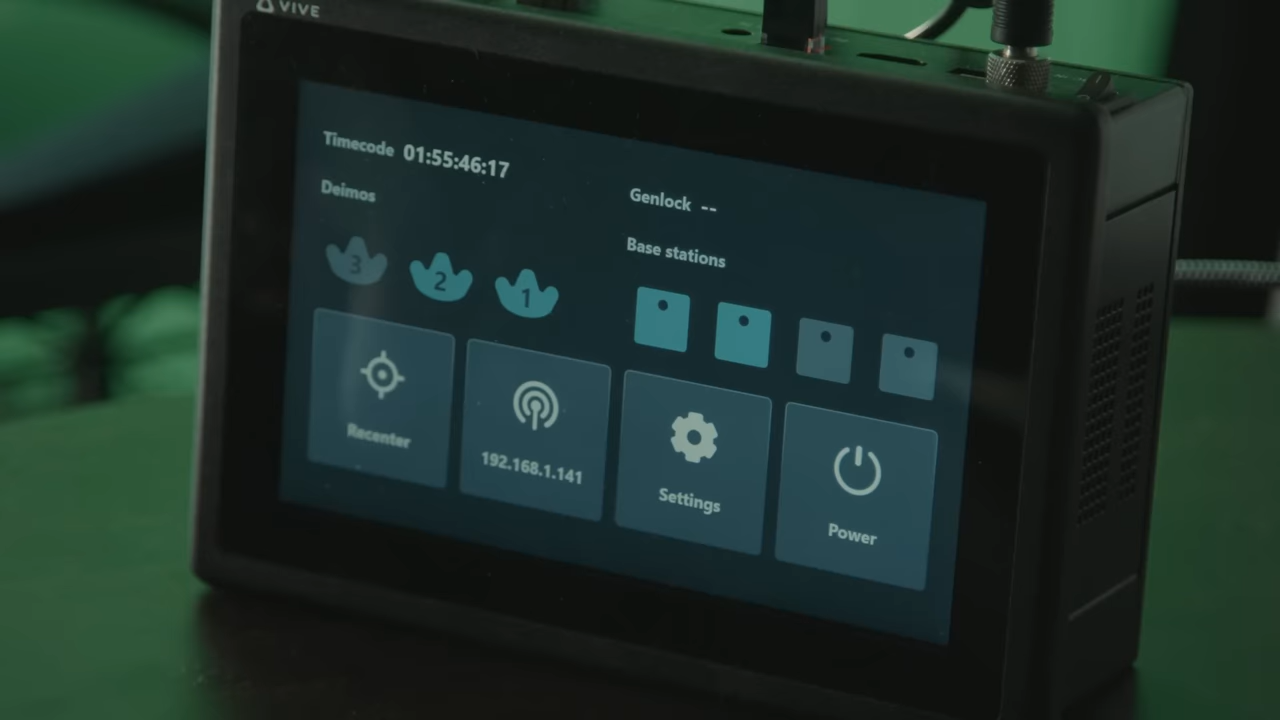 VIVE
Timecode 01:55:46:17
Genlock --
Deimos
Base stations
3 2 1
Recenter
192.168.1.141
Settings
Power